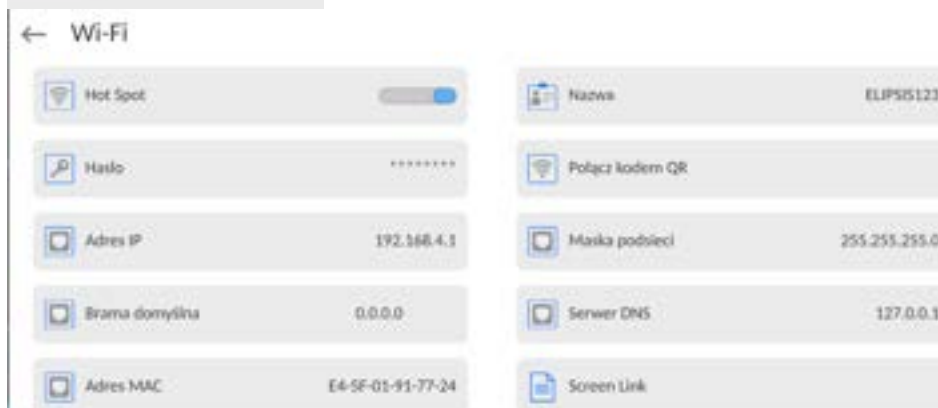 Wi-Fi
Hot Spot
Nazwa ELIPSIS123
Hasło ********
Połącz kodem QR
Adres IP 192.168.4.1
Maska podsieci 255.255.255.0
Brama domyślna 0.0.0.0
Serwer DNS 127.0.0.1
Adres MAC E4-5F-01-91-77-24
Screen Link